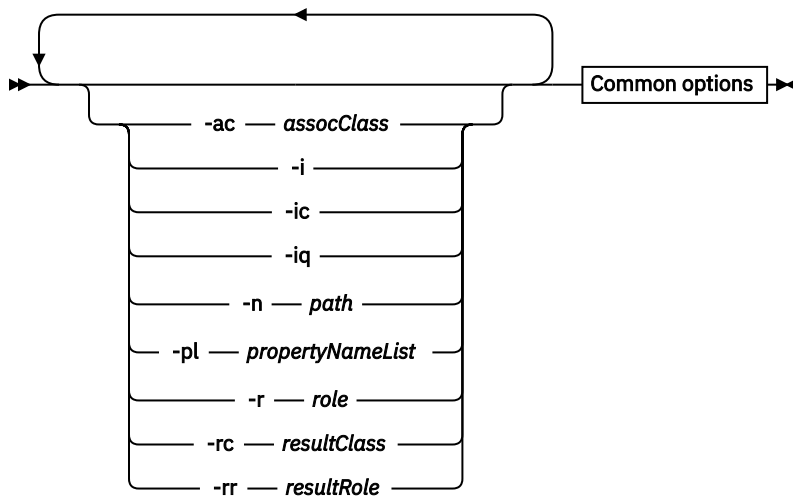 Common options
-ac assocClass
-i
-ic
-iq
-n path
-pl propertyNameList
-r role
-rc resultClass
-rr resultRole